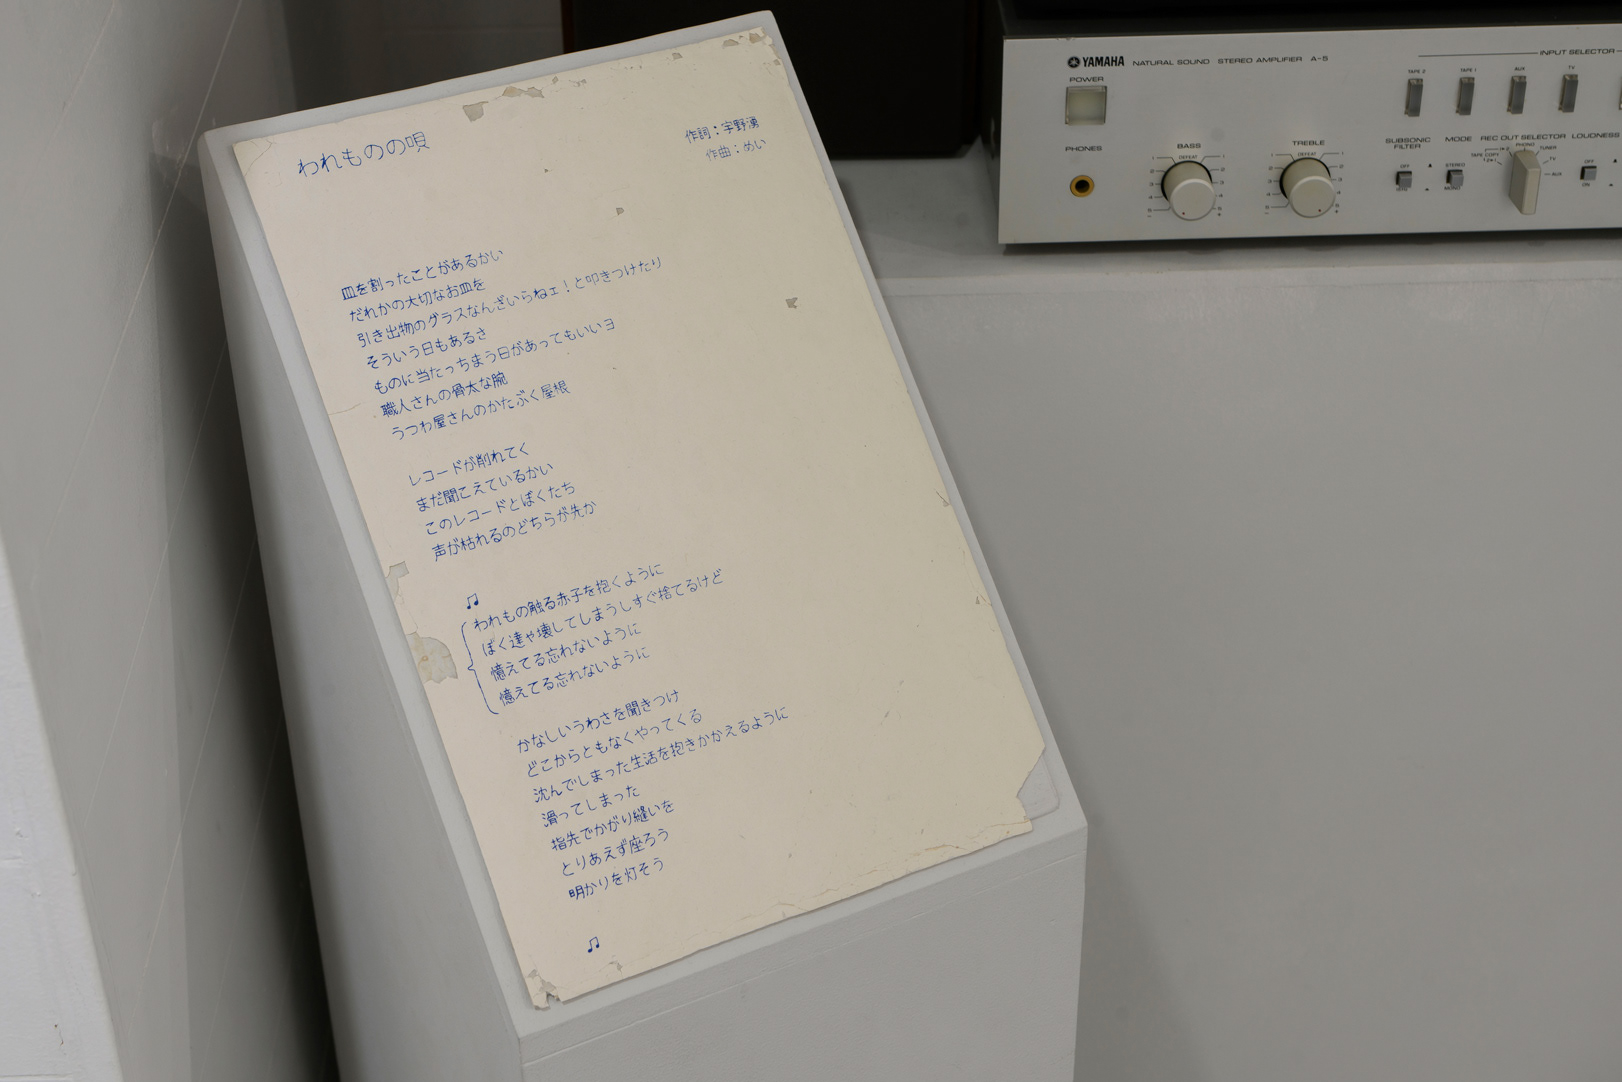 われものの唄
作詞：宇野湧
作曲：めい
皿を割ったことがあるかい
だれかの大切なお皿を
引き出物のグラスなんざいらねェ！と叩きつけたり
そういう日もあるさ
ものに当たっちまう日があってもいいヨ
職人さんの骨太な腕
うつわ屋さんのかたぶく屋根
レコードが削れてく
まだ聞こえているかい
このレコードとぼくたち
声が枯れるのどちらが先か
♫
われもの触る赤子を抱くように
ぼく達や壊してしまうしすぐ捨てるけど
憶えてる忘れないように
憶えてる忘れないように
かなしいうわさを聞きつけ
どこからともなくやってくる
沈んでしまった生活を抱きかかえるように
滑ってしまった
指先でかがり縫いを
とりあえず座ろう
明かりを灯そう
♫
YAMAHA NATURAL SOUND STEREO AMPLIFIER A-5
INPUT SELECTOR
TAPE 2 TAPE 1 AUX TV
POWER
PHONES
BASS
DEFEAT
TREBLE
DEFEAT
SUBSONIC FILTER
OFF
MODE
STEREO
MONO
REC OUT SELECTOR
TAPE COPY
PHONO
TUNER
TV
AUX
LOUDNESS
OFF
ON